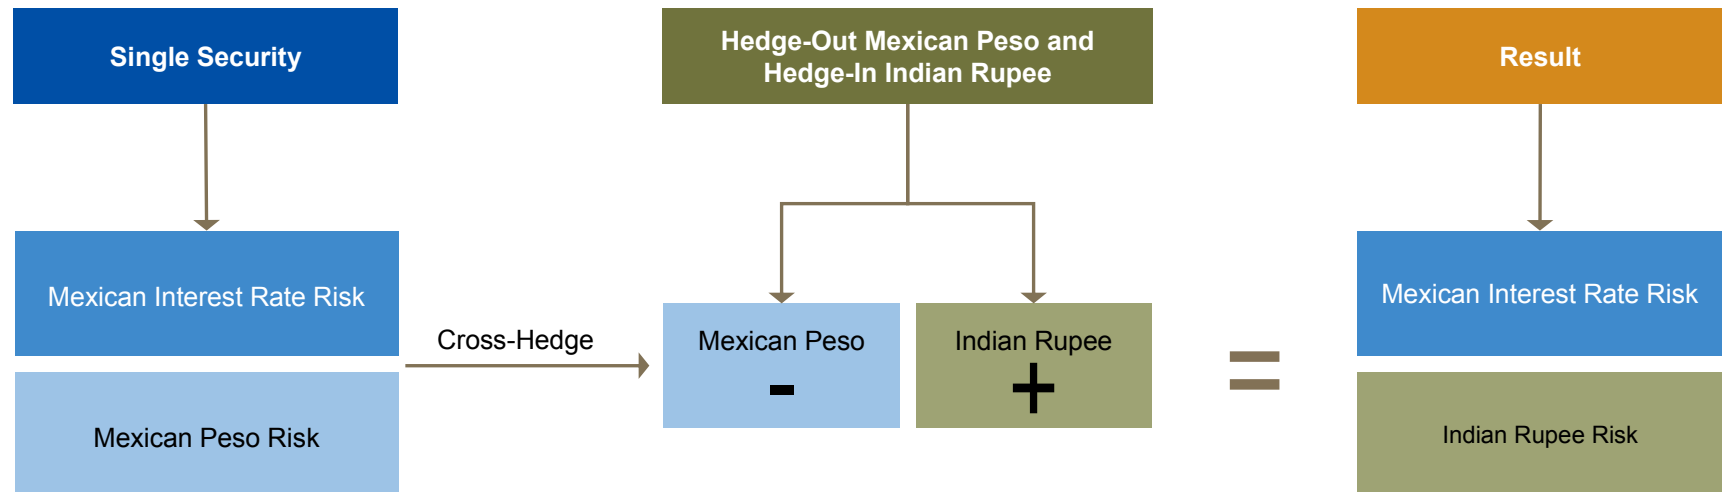 Single Security
Hedge-Out Mexican Peso and
Hedge-In Indian Rupee
Result
Mexican Interest Rate Risk
Mexican Peso Risk
Cross-Hedge
Mexican Peso
-
Indian Rupee
+
=
Mexican Interest Rate Risk
Indian Rupee Risk